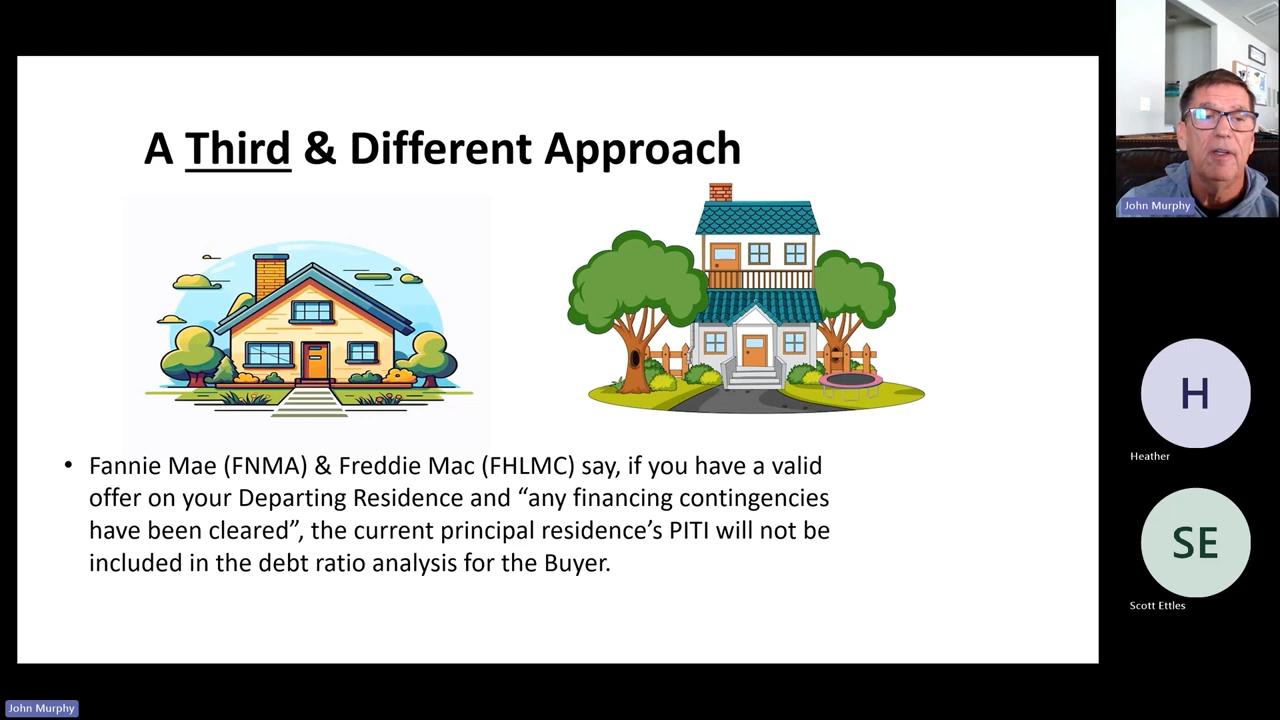 A Third & Different Approach
• Fannie Mae (FNMA) & Freddie Mac (FHLMC) say, if you have a valid
offer on your Departing Residence and “any financing contingencies
have been cleared”, the current principal residence’s PITI will not be
included in the debt ratio analysis for the Buyer.
John Murphy
H
Heather
SE
Scott Ettles
John Murphy